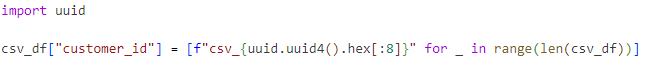 import uuid
csv_df["customer_id"] = [f"csv_{uuid.uuid4().hex[:8]}" for _ in range(len(csv_df))]